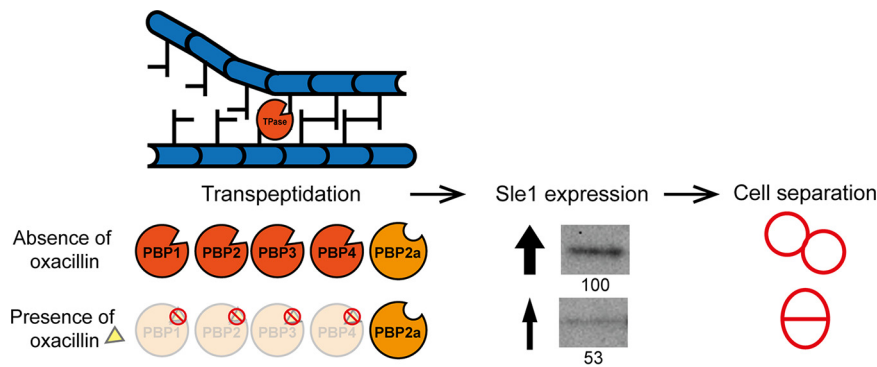 TPase
Transpeptidation Sle1 expression Cell separation
Absence of
oxacillin
PBP1 PBP2 PBP3 PBP4 PBP2a
100
Presence of
oxacillin
PBP1 PBP2 PBP3 PBP4 PBP2a
53